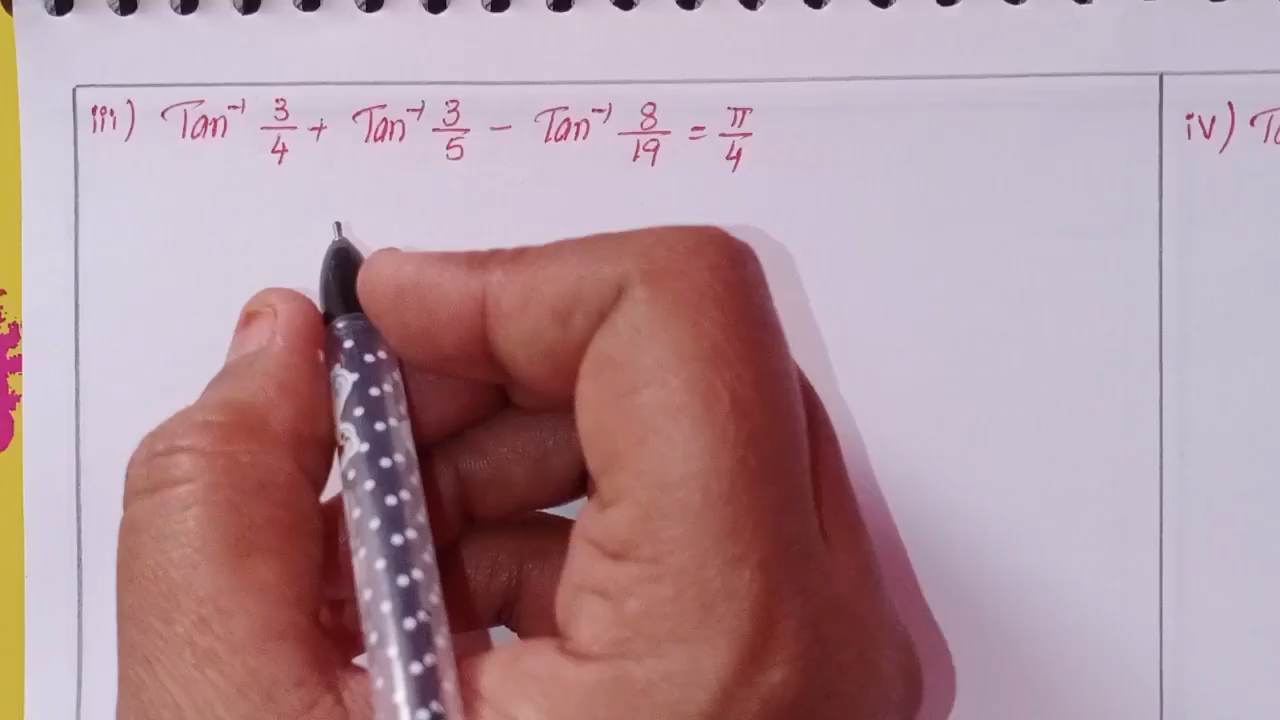 iii) Tan⁻¹ 3/4 + Tan⁻¹ 3/5 − Tan⁻¹ 8/19 = π/4
iv)